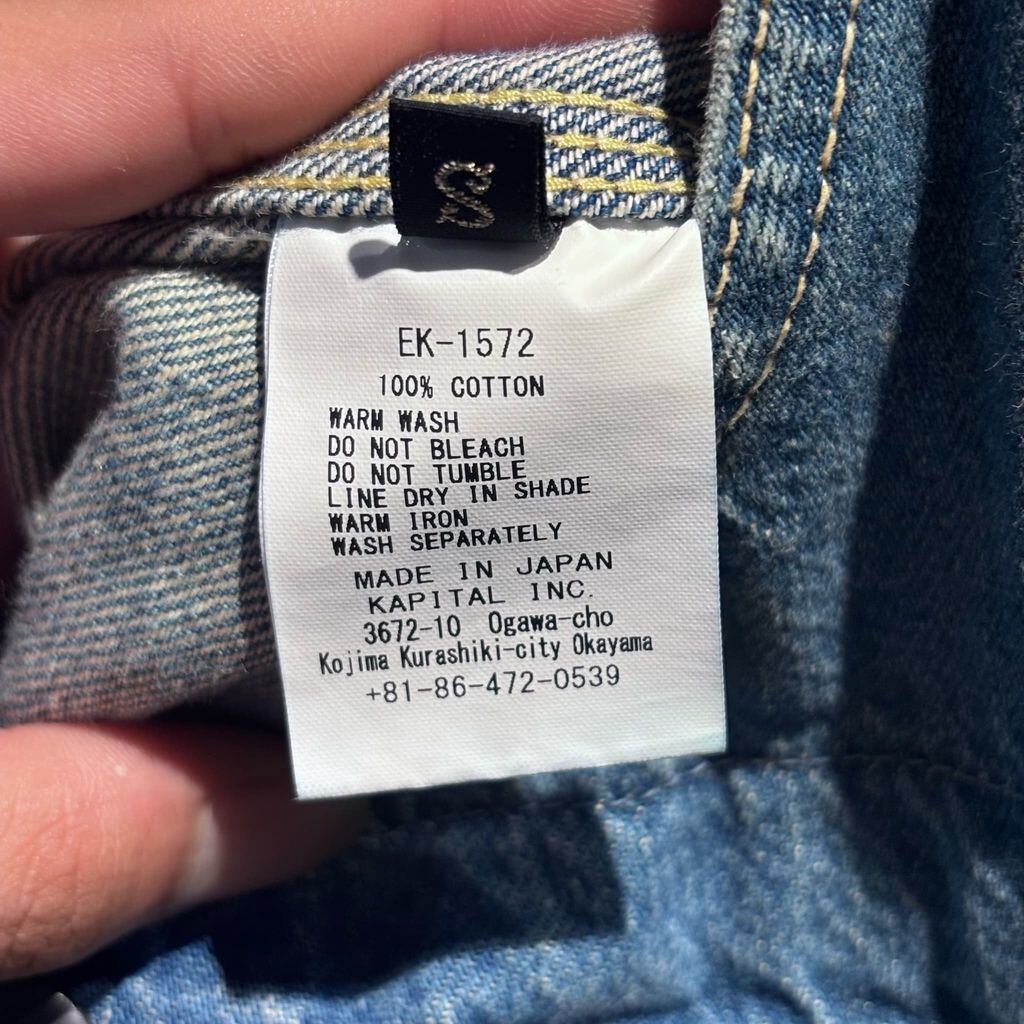 S
EK-1572
100% COTTON
WARM WASH
DO NOT BLEACH
DO NOT TUMBLE
LINE DRY IN SHADE
WARM IRON
WASH SEPARATELY
MADE IN JAPAN
KAPITAL INC.
3672-10 Ogawa-cho
Kojima Kurashiki-city Okayama
+81-86-472-0539